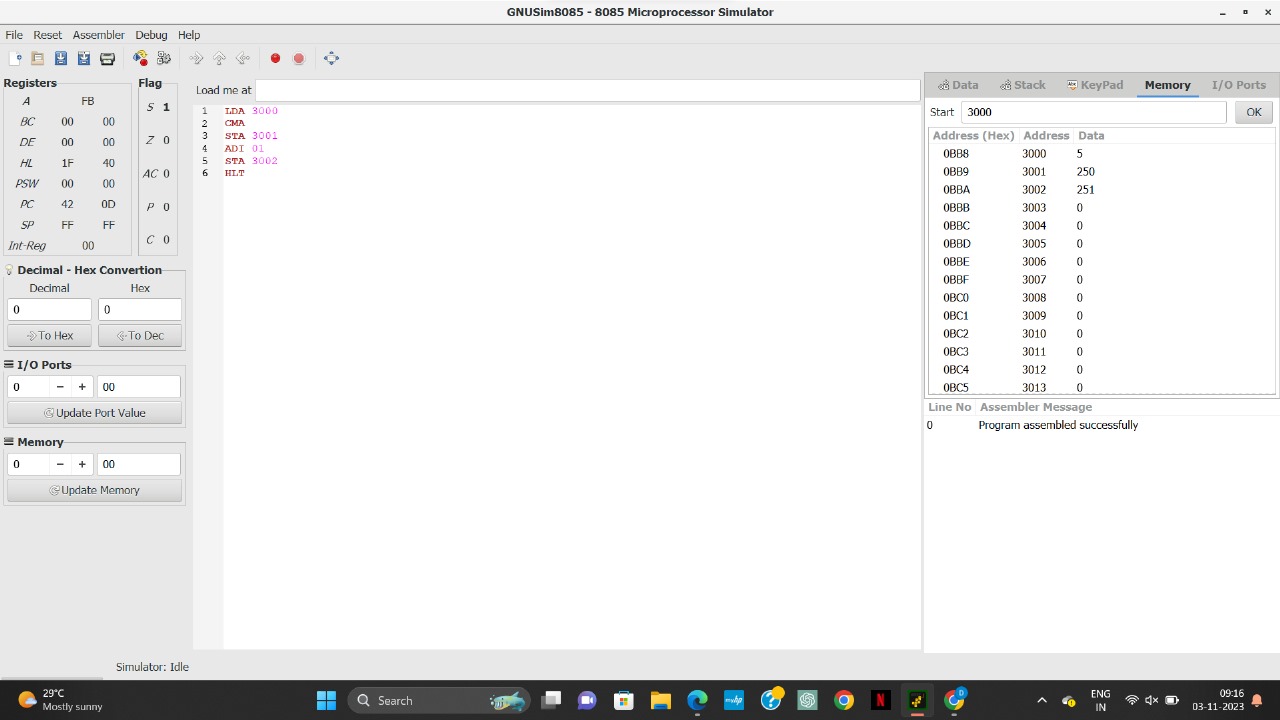 GNUSim8085 - 8085 Microprocessor Simulator
File Reset Assembler Debug Help
Registers
A FB
BC 00 00
DE 00 00
HL 1F 40
PSW 00 00
PC 42 0D
SP FF FF
Int-Reg 00
Flag
S 1
Z 0
AC 0
P 0
C 0
Decimal - Hex Convertion
Decimal Hex
0 0
To Hex To Dec
I/O Ports
0 − + 00
Update Port Value
Memory
0 − + 00
Update Memory
Load me at
1 LDA 3000
2 CMA
3 STA 3001
4 ADI 01
5 STA 3002
6 HLT
Data Stack KeyPad Memory I/O Ports
Start 3000 OK
Address (Hex) Address Data
0BB8 3000 5
0BB9 3001 250
0BBA 3002 251
0BBB 3003 0
0BBC 3004 0
0BBD 3005 0
0BBE 3006 0
0BBF 3007 0
0BC0 3008 0
0BC1 3009 0
0BC2 3010 0
0BC3 3011 0
0BC4 3012 0
0BC5 3013 0
Line No Assembler Message
0 Program assembled successfully
Simulator: Idle
29°C
Mostly sunny
Search
ENG
IN
09:16
03-11-2023